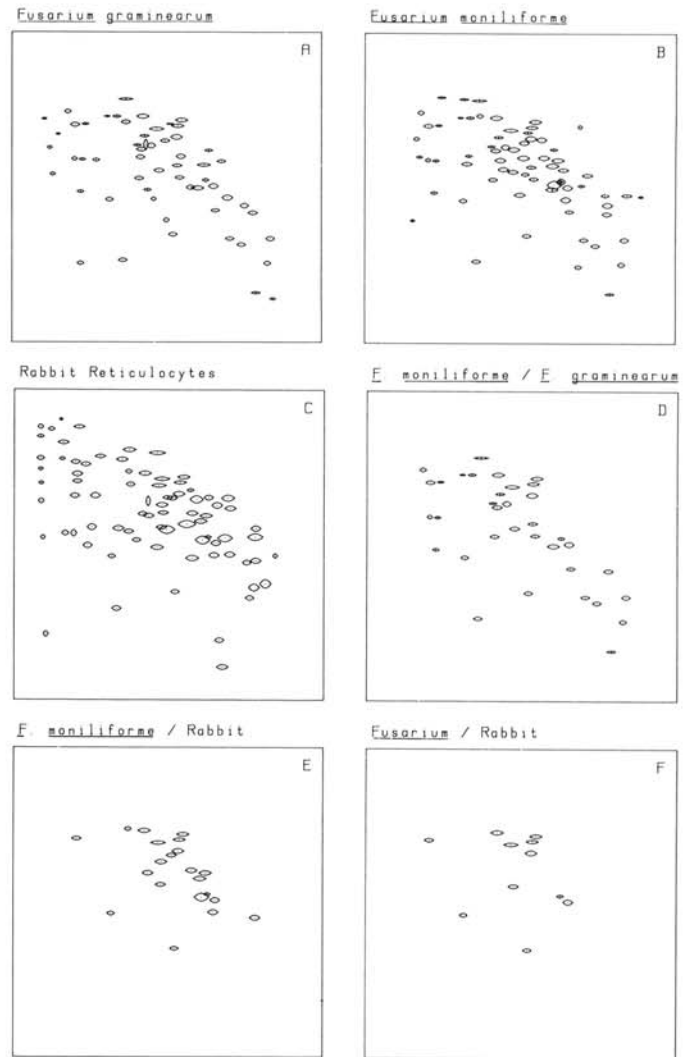 Fusarium graminearum
A
Fusarium moniliforme
B
Rabbit Reticulocytes
C
F. moniliforme / F. graminearum
D
F. moniliforme / Rabbit
E
Fusarium / Rabbit
F